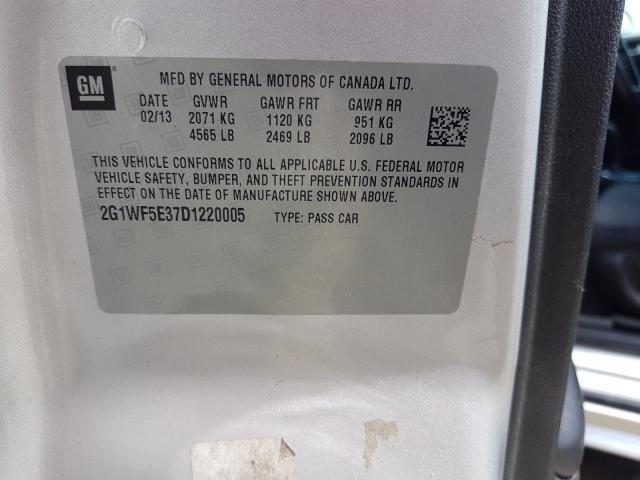 GM® MFD BY GENERAL MOTORS OF CANADA LTD.
DATE GVWR GAWR FRT GAWR RR
02/13 2071 KG 1120 KG 951 KG
4565 LB 2469 LB 2096 LB
THIS VEHICLE CONFORMS TO ALL APPLICABLE U.S. FEDERAL MOTOR
VEHICLE SAFETY, BUMPER, AND THEFT PREVENTION STANDARDS IN
EFFECT ON THE DATE OF MANUFACTURE SHOWN ABOVE.
2G1WF5E37D1220005 TYPE: PASS CAR